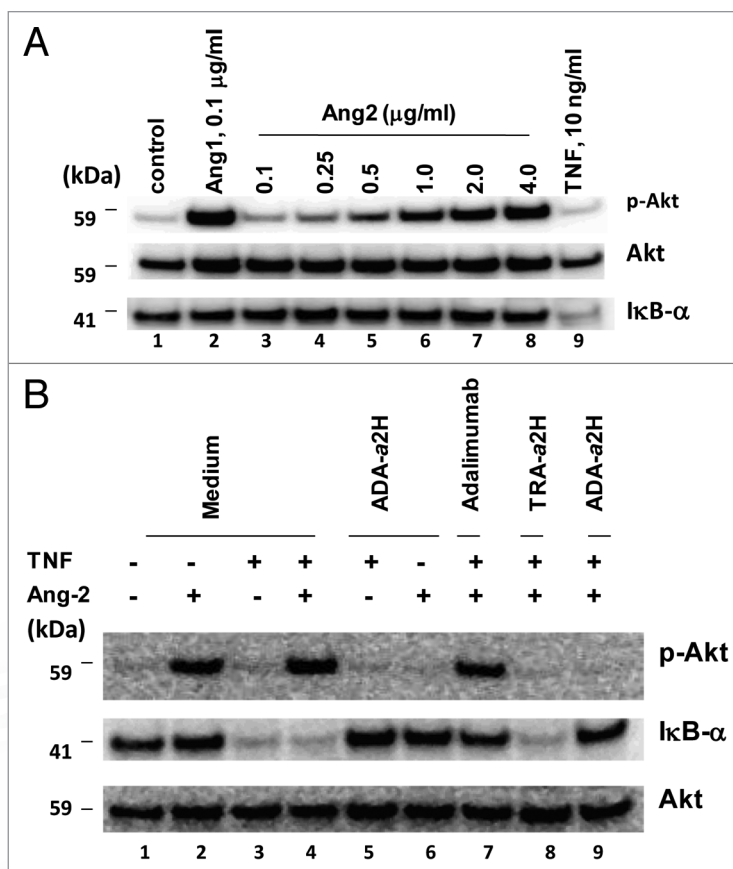 A
control
Ang1, 0.1 μg/ml
Ang2 (μg/ml)
0.1 0.25 0.5 1.0 2.0 4.0
TNF, 10 ng/ml
(kDa)
59 p-Akt
59 Akt
41 IκB-α
1 2 3 4 5 6 7 8 9
B
Medium
ADA-a2H
Adalimumab
TRA-a2H
ADA-a2H
TNF - - + + + - + + +
Ang-2 - + - + - + + + +
(kDa)
59 p-Akt
41 IκB-α
59 Akt
1 2 3 4 5 6 7 8 9